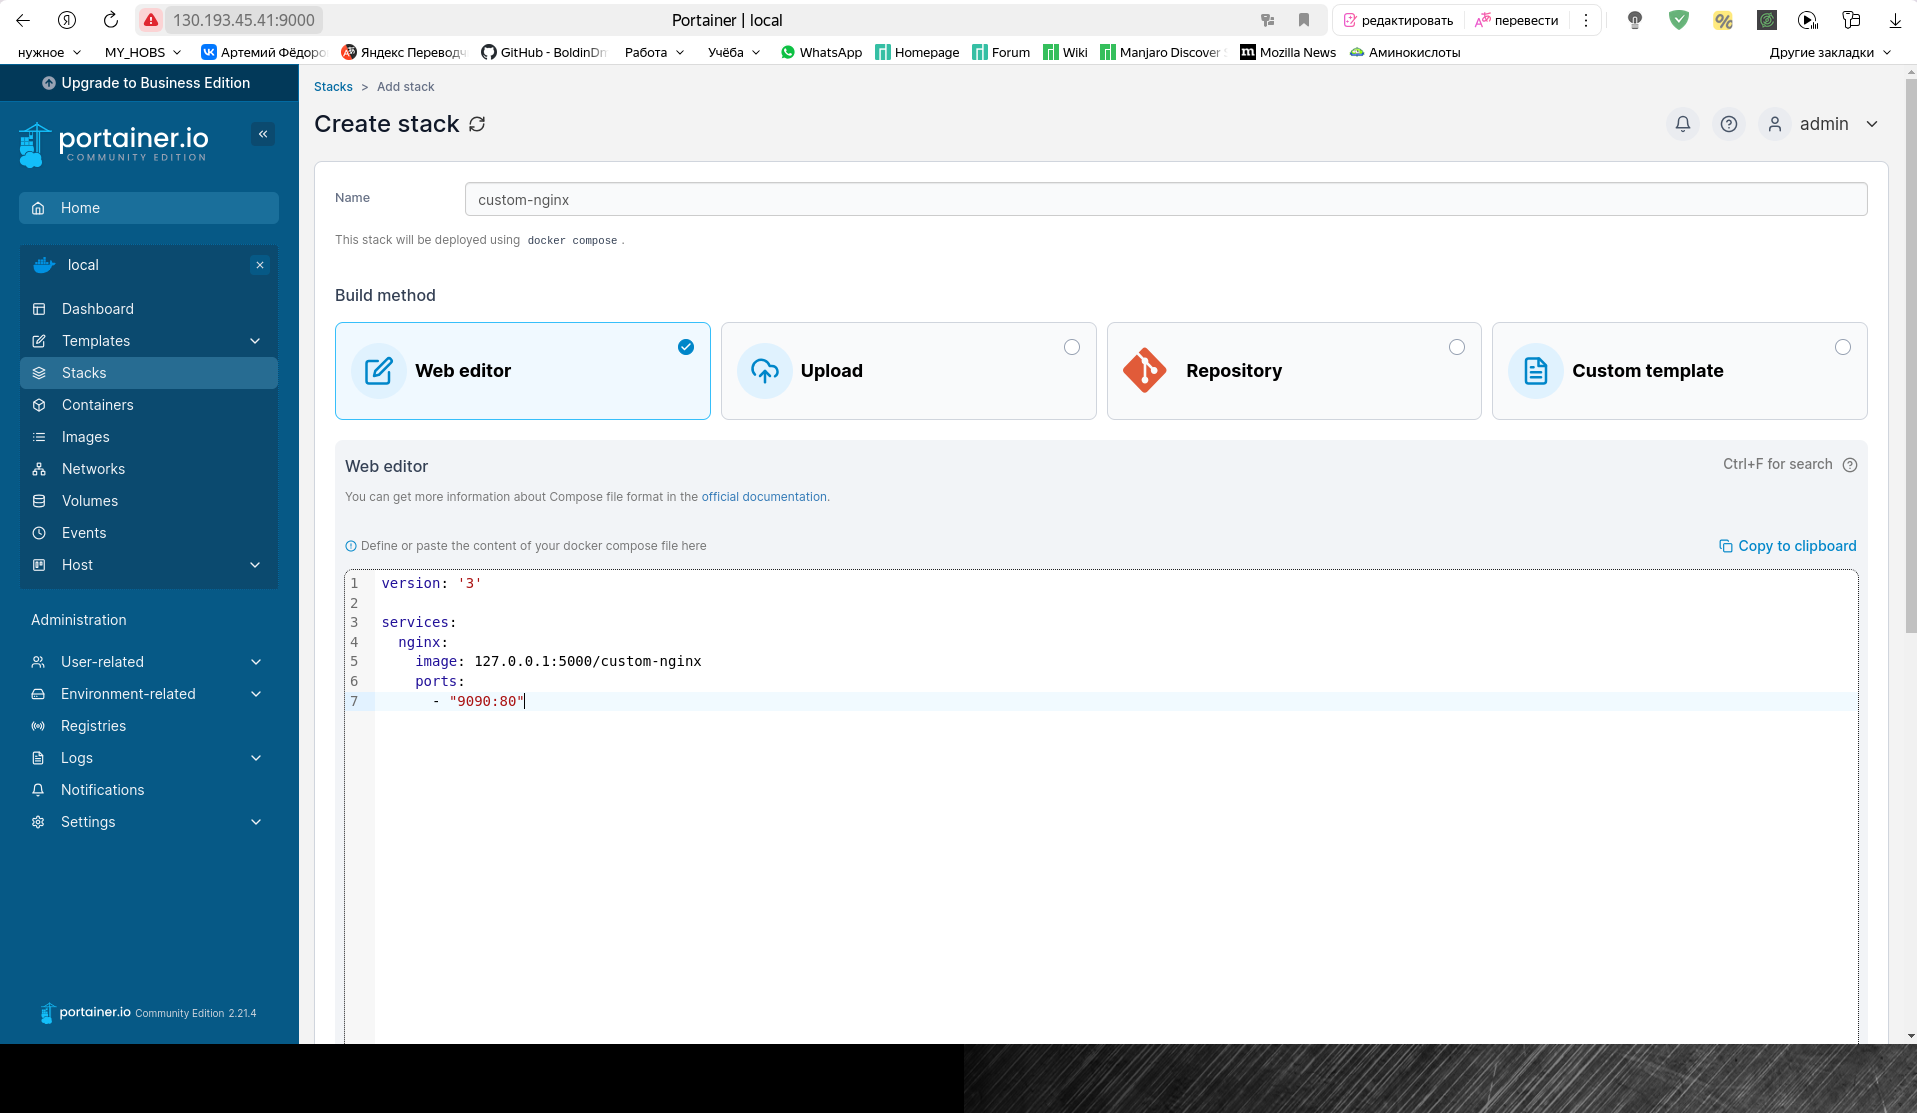 130.193.45.41:9000
Portainer | local
редактировать
перевести
нужное
MY_HOBS
Артемий Фёдоро
Яндекс Переводч
GitHub - BoldinDm
Работа
Учёба
WhatsApp
Homepage
Forum
Wiki
Manjaro Discover
Mozilla News
Аминокислоты
Другие закладки
Upgrade to Business Edition
portainer.io
COMMUNITY EDITION
Home
local
Dashboard
Templates
Stacks
Containers
Images
Networks
Volumes
Events
Host
Administration
User-related
Environment-related
Registries
Logs
Notifications
Settings
portainer.io Community Edition 2.21.4
Stacks > Add stack
Create stack
admin
Name
custom-nginx
This stack will be deployed using docker compose .
Build method
Web editor
Upload
Repository
Custom template
Web editor
Ctrl+F for search
You can get more information about Compose file format in the official documentation.
Define or paste the content of your docker compose file here
Copy to clipboard
1 version: '3'
2
3 services:
4 nginx:
5 image: 127.0.0.1:5000/custom-nginx
6 ports:
7 - "9090:80"